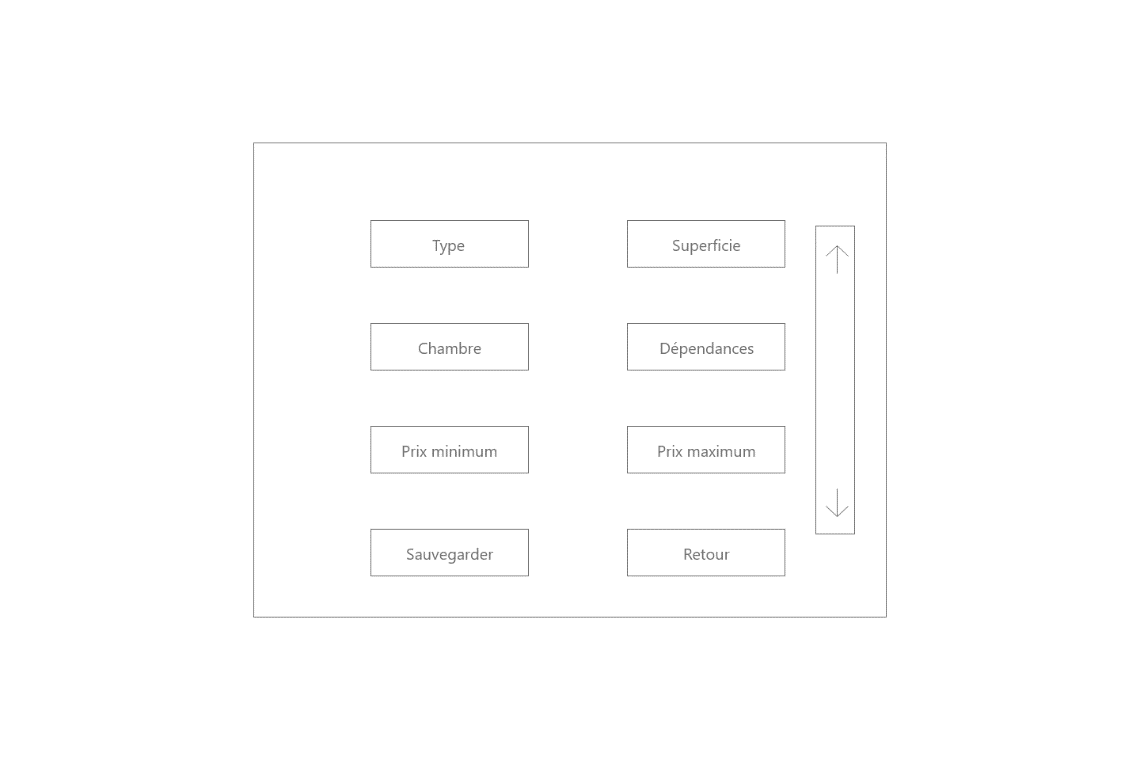 Type
Superficie
Chambre
Dépendances
Prix minimum
Prix maximum
Sauvegarder
Retour